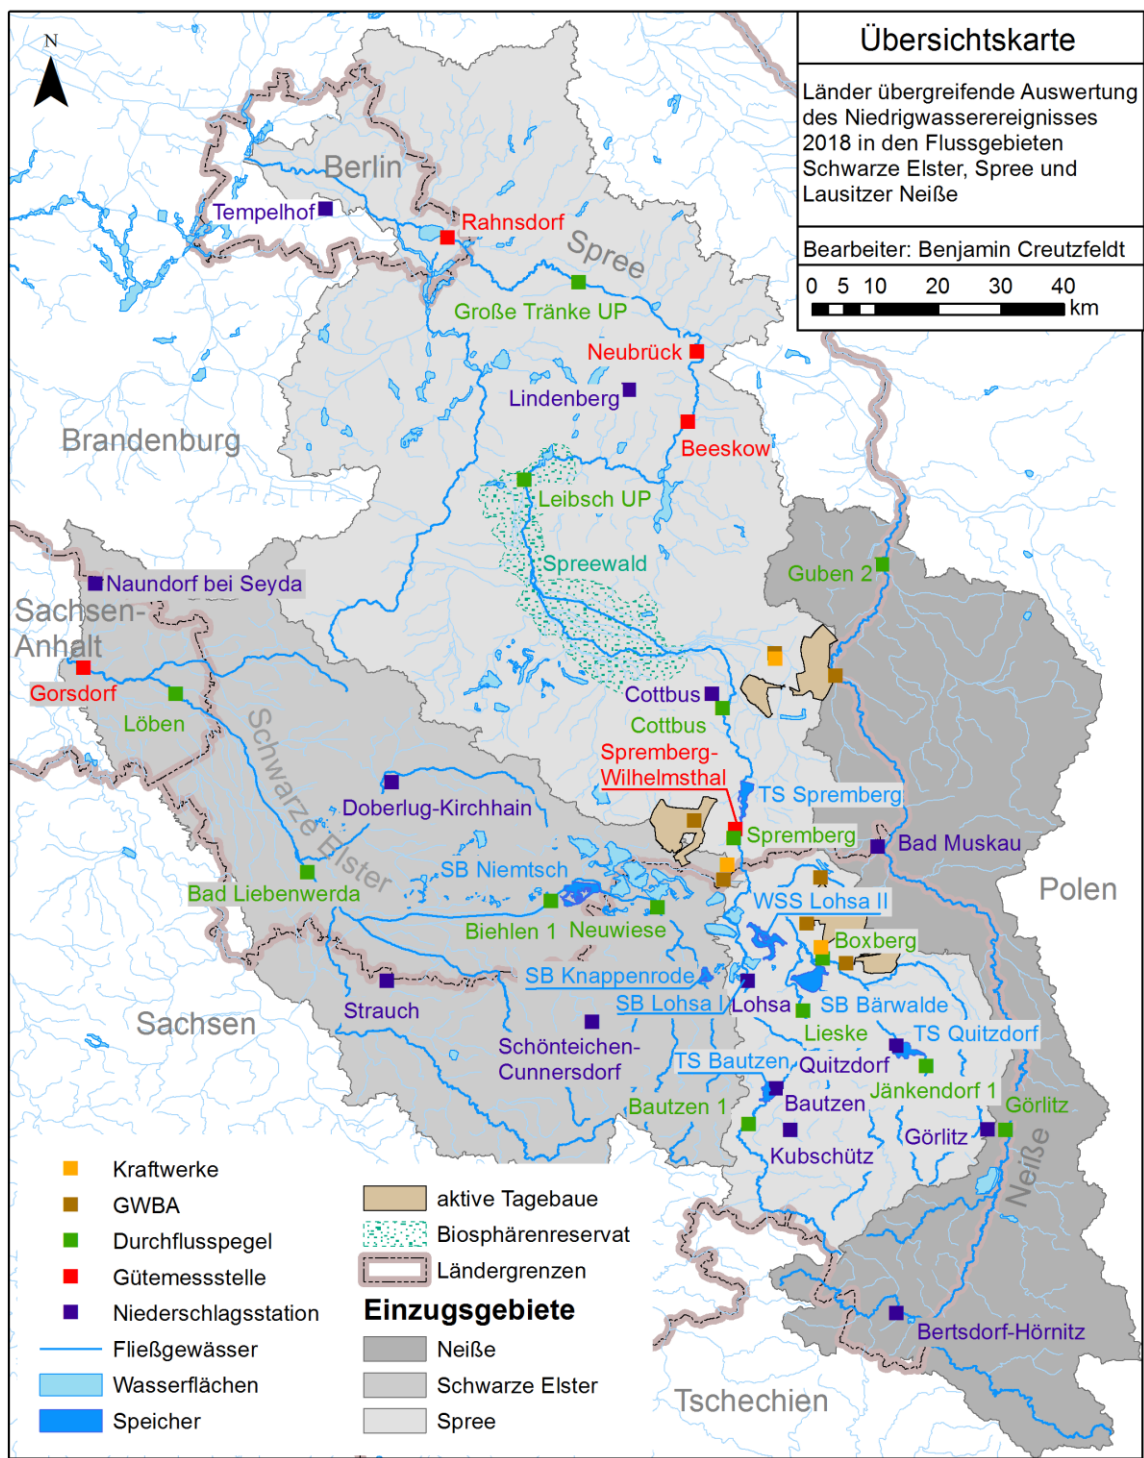 N
Übersichtskarte
Länder übergreifende Auswertung
des Niedrigwasserereignisses
2018 in den Flussgebieten
Schwarze Elster, Spree und
Lausitzer Neiße
Bearbeiter: Benjamin Creutzfeldt
0 5 10 20 30 40
km
Berlin
Tempelhof
Rahnsdorf
Spree
Große Tränke UP
Neubrück
Lindenberg
Beeskow
Brandenburg
Leibsch UP
Spreewald
Guben 2
Naundorf bei Seyda
Sachsen-
Anhalt
Gorsdorf
Löben
Cottbus
Cottbus
Schwarze Elster
Spremberg-
Wilhelmsthal
TS Spremberg
Doberlug-Kirchhain
Spremberg
Bad Muskau
SB Niemtsch
Bad Liebenwerda
Polen
WSS Lohsa II
Biehlen 1
Neuwiese
Boxberg
SB Knappenrode
SB Lohsa I
Lohsa
SB Bärwalde
Strauch
Sachsen
Lieske
TS Quitzdorf
Schönteichen-
Cunnersdorf
TS Bautzen
Quitzdorf
Jänkendorf 1
Bautzen 1
Bautzen
Görlitz
Görlitz
Kubschütz
Neiße
Bertsdorf-Hörnitz
Tschechien
Kraftwerke
GWBA
Durchflusspegel
Gütemessstelle
Niederschlagsstation
Fließgewässer
Wasserflächen
Speicher
aktive Tagebaue
Biosphärenreservat
Ländergrenzen
Einzugsgebiete
Neiße
Schwarze Elster
Spree